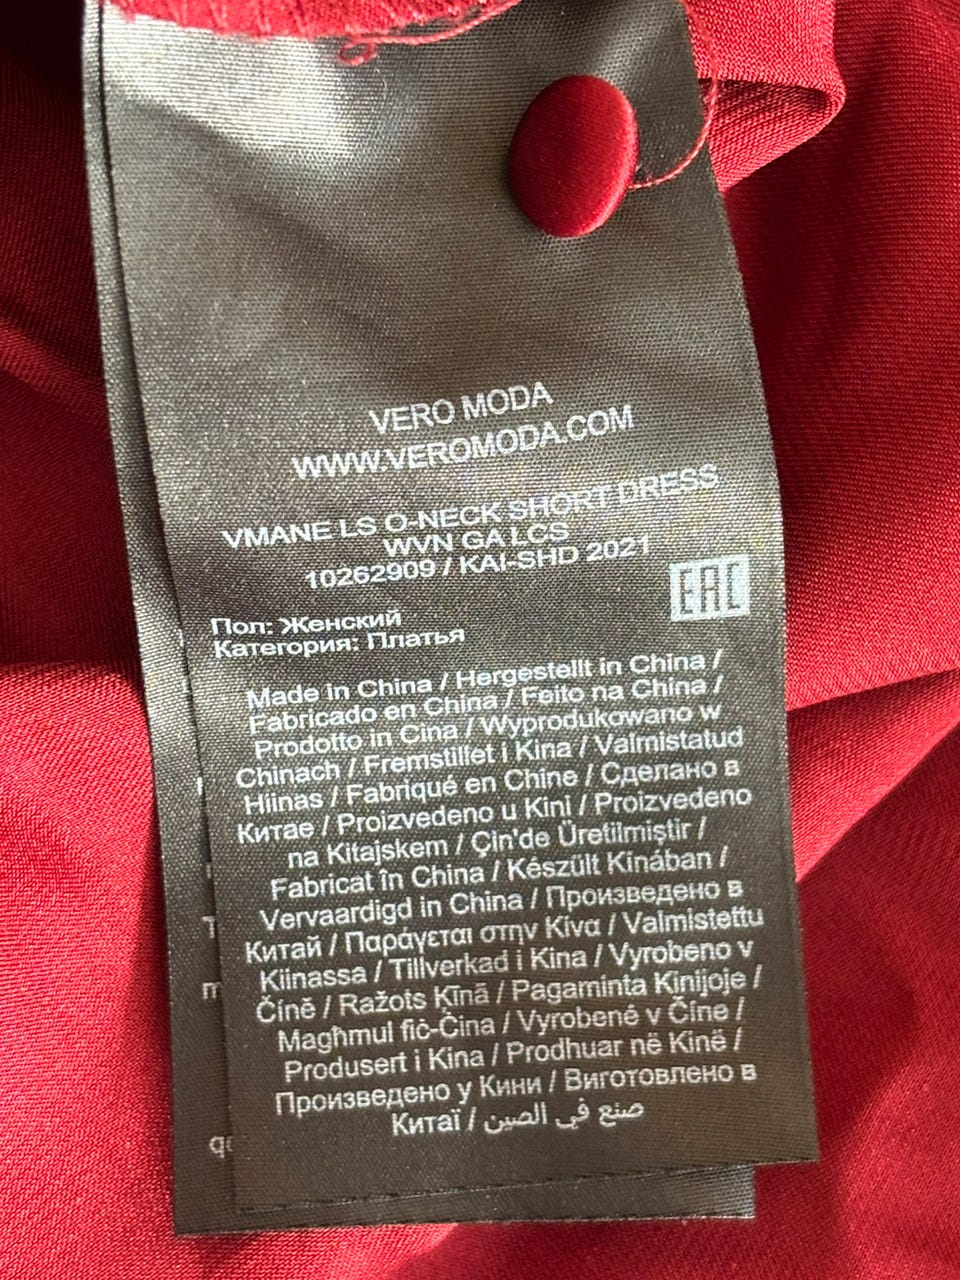 VERO MODA
WWW.VEROMODA.COM
VMANE LS O-NECK SHORT DRESS
WVN GA LCS
10262909 / KAI-SHD 2021
EAC
Пол: Женский
Категория: Платья
Made in China / Hergestellt in China /
Fabricado en China / Feito na China /
Prodotto in Cina / Wyprodukowano w
Chinach / Fremstillet i Kina / Valmistatud
Hiinas / Fabriqué en Chine / Сделано в
Китае / Proizvedeno u Kini / Proizvedeno
na Kitajskem / Çin'de Üretilmiştir /
Fabricat în China / Készült Kínában /
Vervaardigd in China / Произведено в
Китай / Παράγεται στην Κίνα / Valmistettu
Kiinassa / Tillverkad i Kina / Vyrobeno v
Číně / Ražots Ķīnā / Pagaminta Kinijoje /
Magħmul fiċ-Ċina / Vyrobené v Číne /
Produsert i Kina / Prodhuar në Kinë /
Произведено у Кини / Виготовлено в
Китаї / صنع في الصين